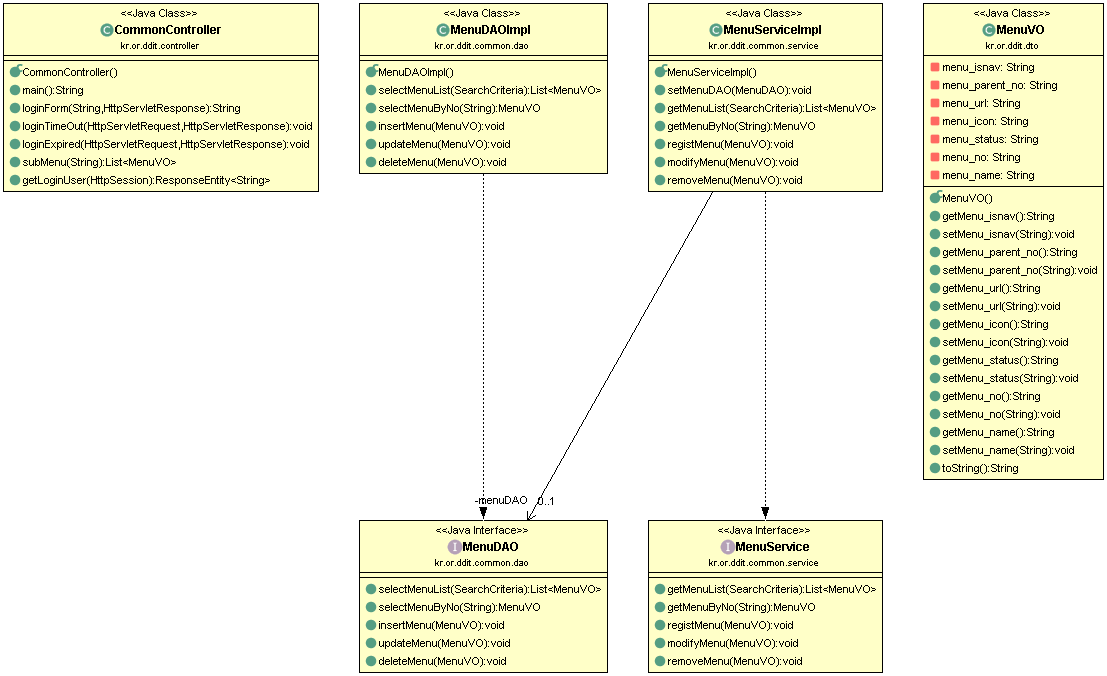 <<Java Class>>
CommonController
kr.or.ddit.controller
CommonController()
main():String
loginForm(String,HttpServletResponse):String
loginTimeOut(HttpServletRequest,HttpServletResponse):void
loginExpired(HttpServletRequest,HttpServletResponse):void
subMenu(String):List<MenuVO>
getLoginUser(HttpSession):ResponseEntity<String>
<<Java Class>>
MenuDAOImpl
kr.or.ddit.common.dao
MenuDAOImpl()
selectMenuList(SearchCriteria):List<MenuVO>
selectMenuByNo(String):MenuVO
insertMenu(MenuVO):void
updateMenu(MenuVO):void
deleteMenu(MenuVO):void
<<Java Class>>
MenuServiceImpl
kr.or.ddit.common.service
MenuServiceImpl()
setMenuDAO(MenuDAO):void
getMenuList(SearchCriteria):List<MenuVO>
getMenuByNo(String):MenuVO
registMenu(MenuVO):void
modifyMenu(MenuVO):void
removeMenu(MenuVO):void
<<Java Class>>
MenuVO
kr.or.ddit.dto
menu_isnav: String
menu_parent_no: String
menu_url: String
menu_icon: String
menu_status: String
menu_no: String
menu_name: String
MenuVO()
getMenu_isnav():String
setMenu_isnav(String):void
getMenu_parent_no():String
setMenu_parent_no(String):void
getMenu_url():String
setMenu_url(String):void
getMenu_icon():String
setMenu_icon(String):void
getMenu_status():String
setMenu_status(String):void
getMenu_no():String
setMenu_no(String):void
getMenu_name():String
setMenu_name(String):void
toString():String
-menuDAO 0..1
<<Java Interface>>
MenuDAO
kr.or.ddit.common.dao
selectMenuList(SearchCriteria):List<MenuVO>
selectMenuByNo(String):MenuVO
insertMenu(MenuVO):void
updateMenu(MenuVO):void
deleteMenu(MenuVO):void
<<Java Interface>>
MenuService
kr.or.ddit.common.service
getMenuList(SearchCriteria):List<MenuVO>
getMenuByNo(String):MenuVO
registMenu(MenuVO):void
modifyMenu(MenuVO):void
removeMenu(MenuVO):void